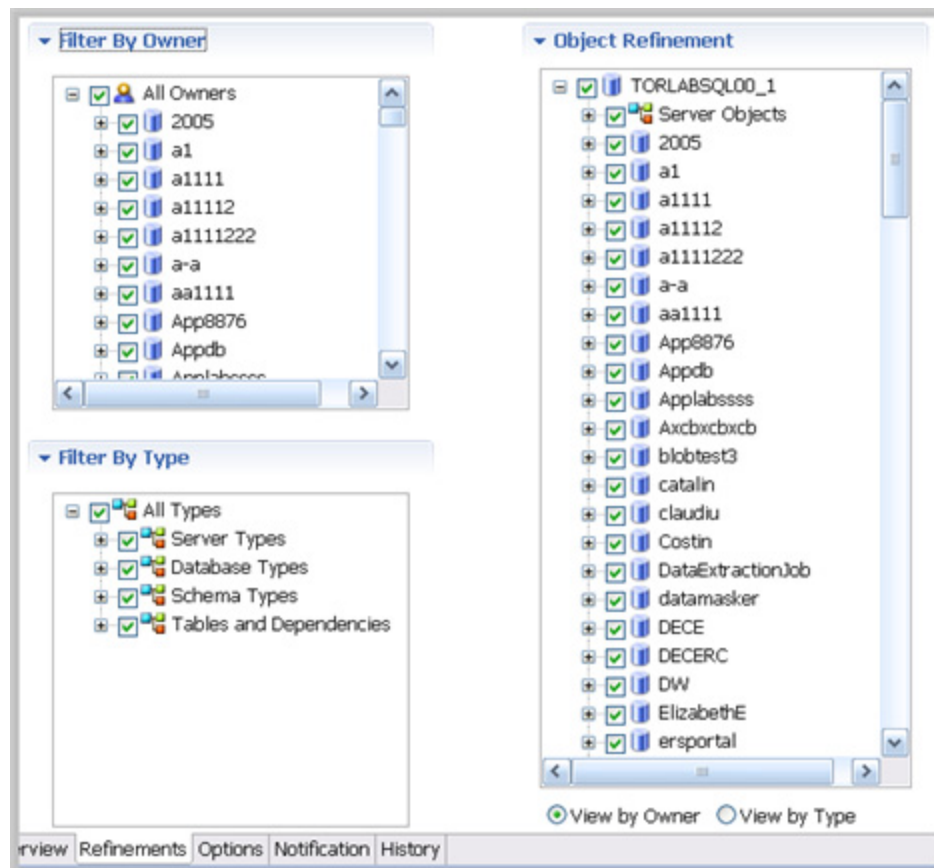 Filter By Owner
All Owners
2005
a1
a1111
a11112
a1111222
a-a
aa1111
App8876
Appdb
Applabssss
Filter By Type
All Types
Server Types
Database Types
Schema Types
Tables and Dependencies
Object Refinement
TORLABSQL00_1
Server Objects
2005
a1
a1111
a11112
a1111222
a-a
aa1111
App8876
Appdb
Applabssss
Axcbxcbxcb
blobtest3
catalin
claudiu
Costin
DataExtractionJob
datamasker
DECE
DECERC
DW
ElizabethE
ersportal
View by Owner View by Type
rview Refinements Options Notification History